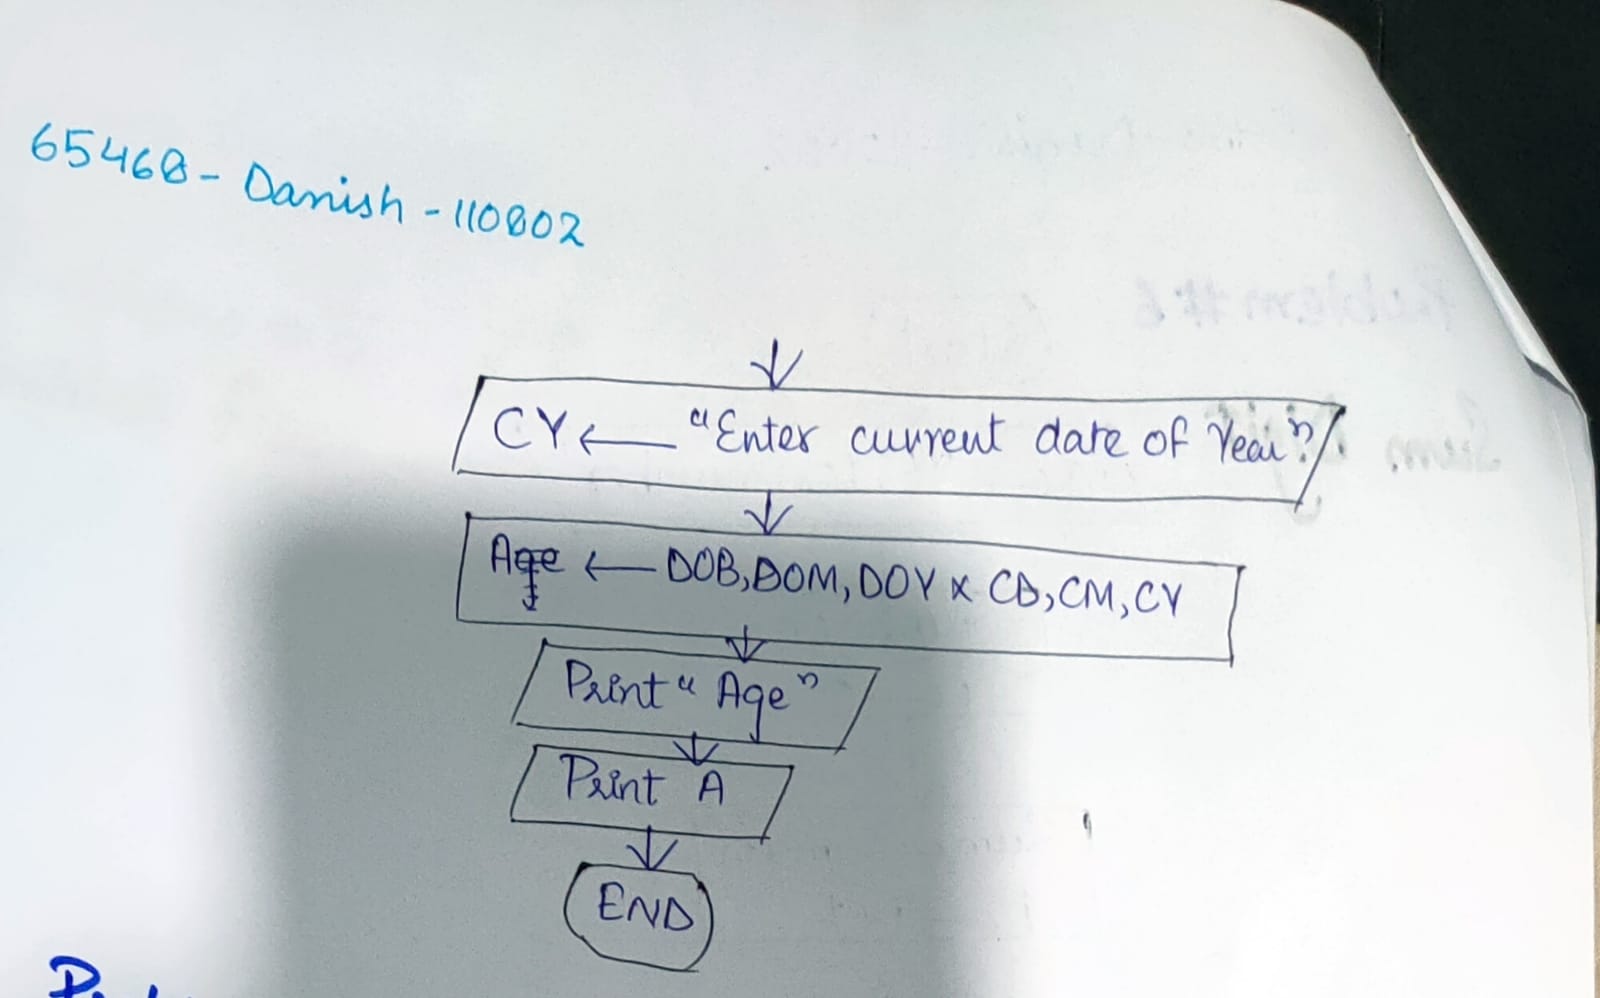 65468 - Danish - 110802
CY ← "Enter current date of Year"
Age ← DOB, DOM, DOY x CD, CM, CY
Print "Age"
Print A
END